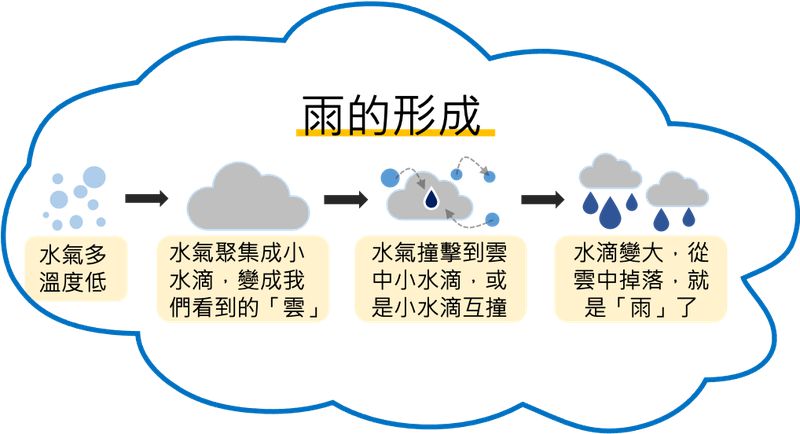 雨的形成
水氣多
溫度低
水氣聚集成小
水滴，變成我
們看到的「雲」
水氣撞擊到雲
中小水滴，或
是小水滴互撞
水滴變大，從
雲中掉落，就
是「雨」了